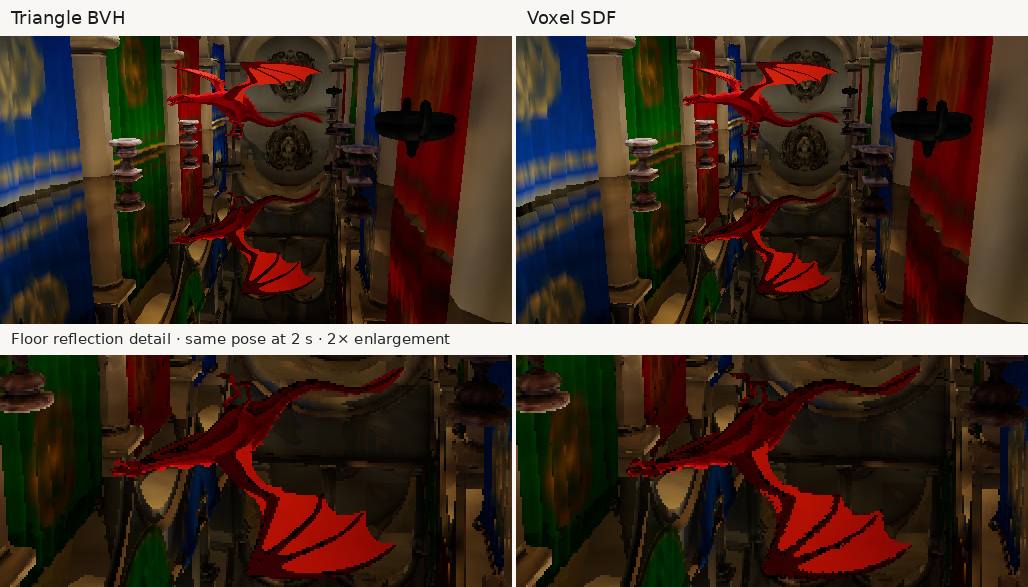 Triangle BVH
Voxel SDF
Floor reflection detail · same pose at 2 s · 2× enlargement